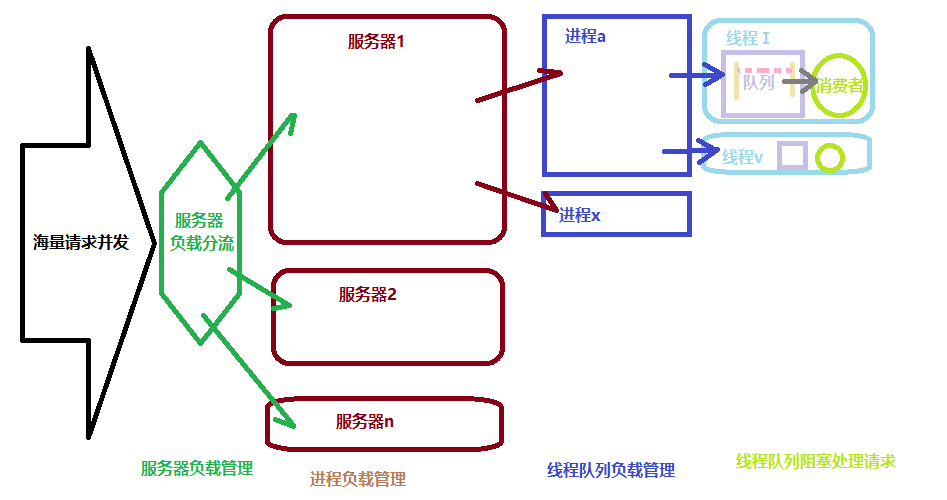 海量请求并发
服务器
负载分流
服务器1
服务器2
服务器n
进程a
进程x
线程 I
队列
消费者
线程v
服务器负载管理
进程负载管理
线程队列负载管理
线程队列阻塞处理请求